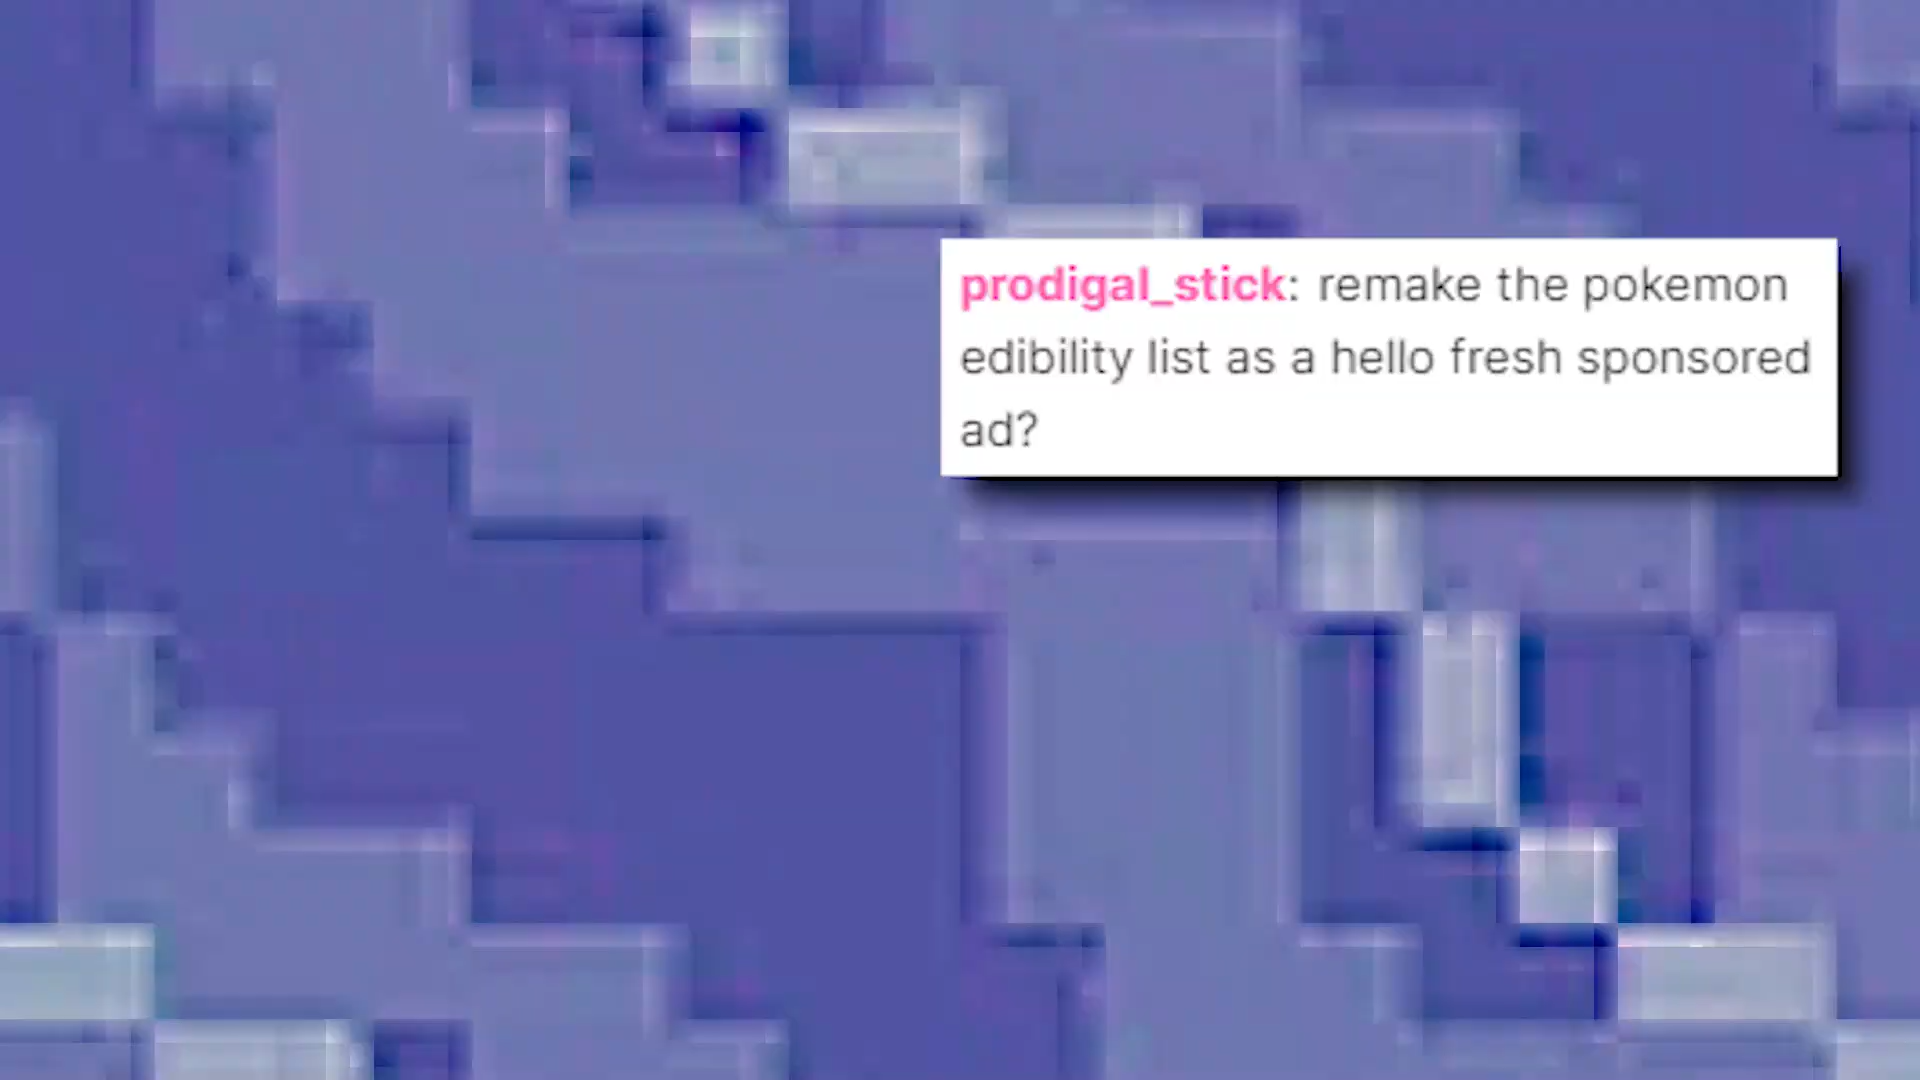 prodigal_stick: remake the pokemon
edibility list as a hello fresh sponsored
ad?